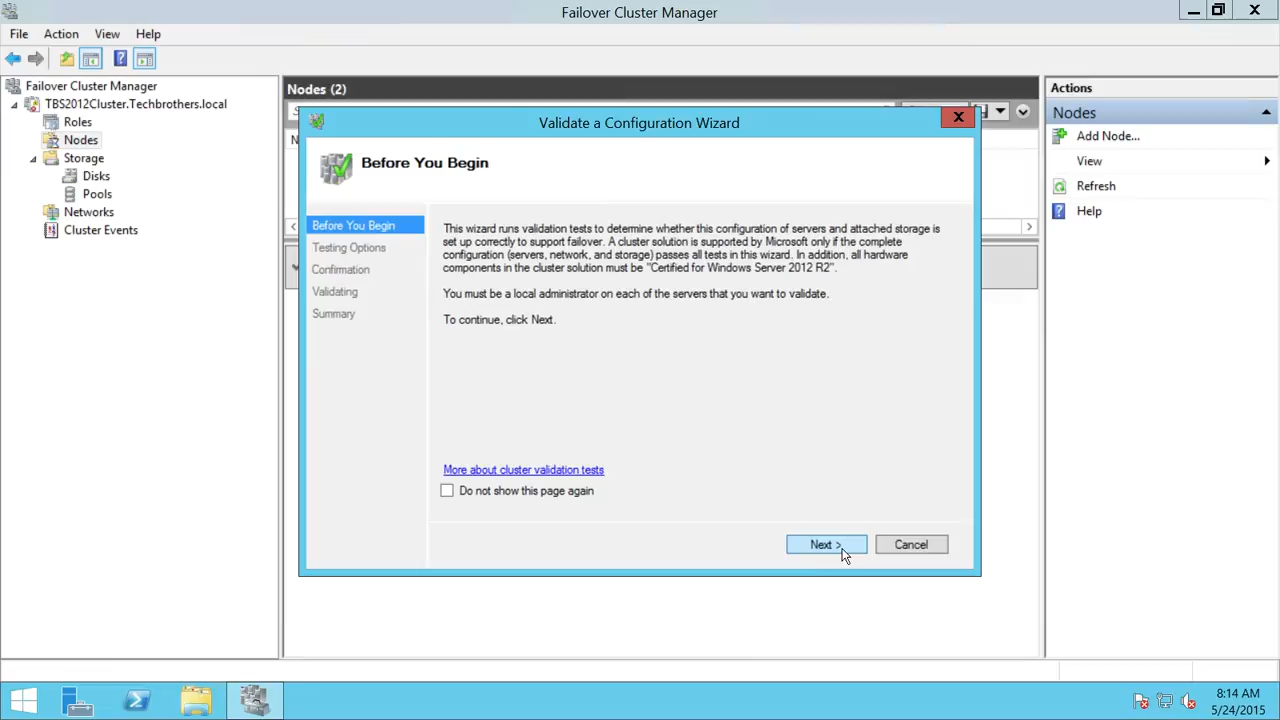 Failover Cluster Manager
File Action View Help
Failover Cluster Manager
TBS2012Cluster.Techbrothers.local
Roles
Nodes
Storage
Disks
Pools
Networks
Cluster Events
Nodes (2)
Validate a Configuration Wizard
Before You Begin
Before You Begin
Testing Options
Confirmation
Validating
Summary
This wizard runs validation tests to determine whether this configuration of servers and attached storage is
set up correctly to support failover. A cluster solution is supported by Microsoft only if the complete
configuration (servers, network, and storage) passes all tests in this wizard. In addition, all hardware
components in the cluster solution must be "Certified for Windows Server 2012 R2".
You must be a local administrator on each of the servers that you want to validate.
To continue, click Next.
More about cluster validation tests
Do not show this page again
Next >
Cancel
Actions
Nodes
Add Node...
View
Refresh
Help
8:14 AM
5/24/2015